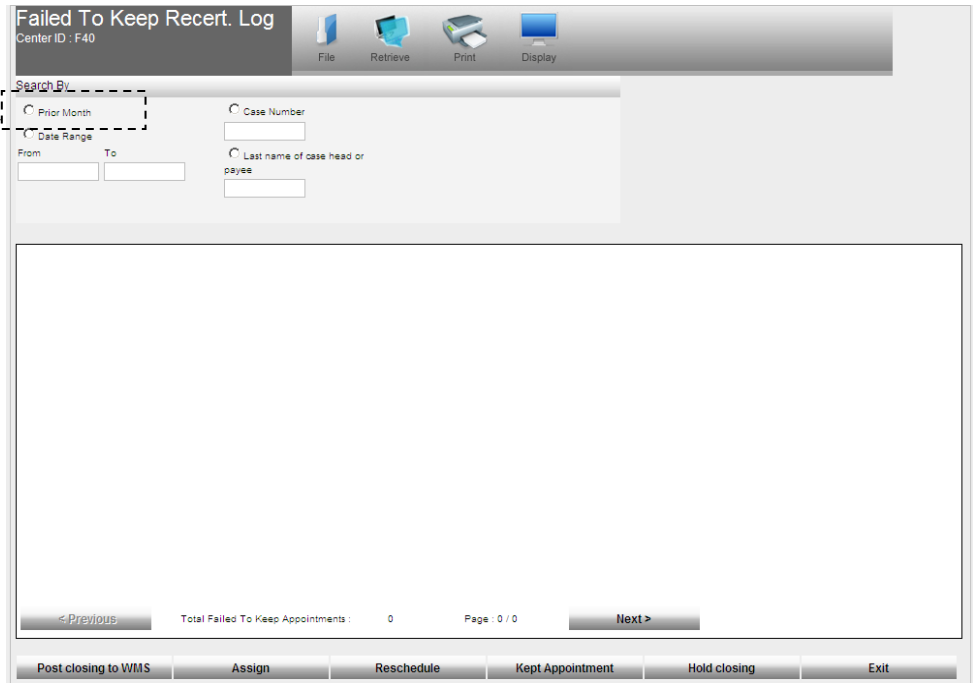 Failed To Keep Recert. Log
Center ID : F40
File Retrieve Print Display
Search By
Prior Month
Case Number
Date Range
From To
Last name of case head or
payee
< Previous Total Failed To Keep Appointments : 0 Page : 0 / 0 Next >
Post closing to WMS Assign Reschedule Kept Appointment Hold closing Exit